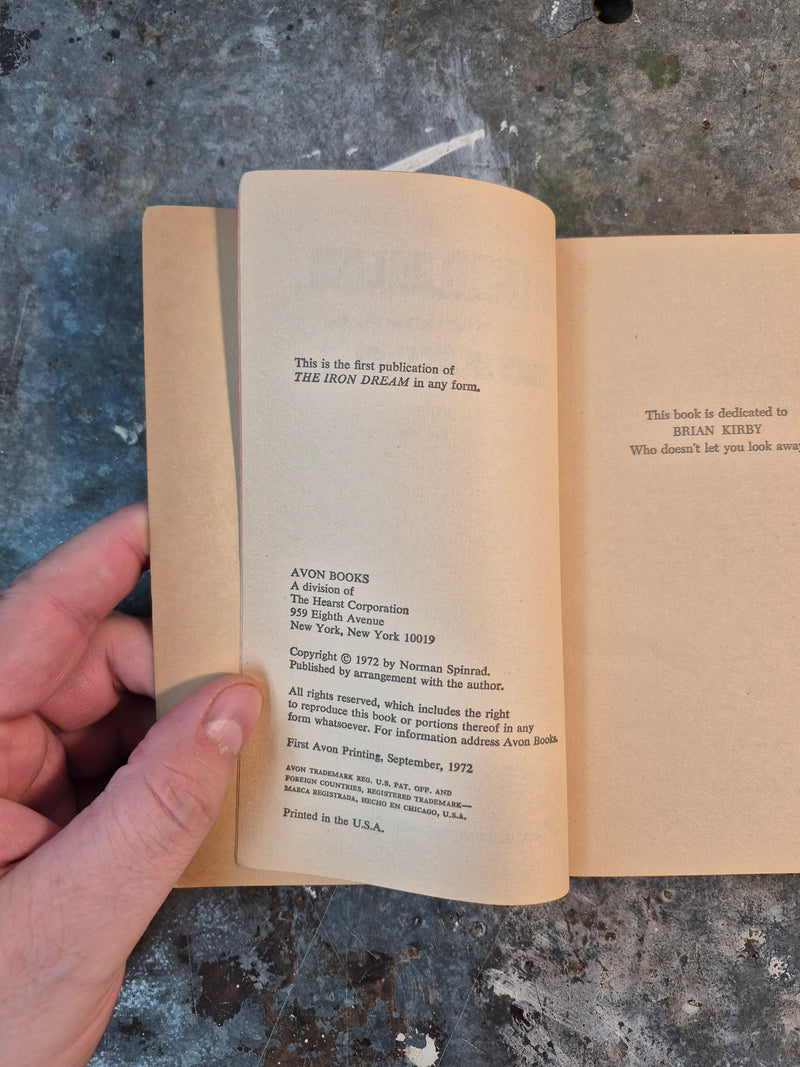 This is the first publication of
THE IRON DREAM in any form.
AVON BOOKS
A division of
The Hearst Corporation
959 Eighth Avenue
New York, New York 10019
Copyright © 1972 by Norman Spinrad.
Published by arrangement with the author.
All rights reserved, which includes the right
to reproduce this book or portions thereof in any
form whatsoever. For information address Avon Books.
First Avon Printing, September, 1972
AVON TRADEMARK REG. U.S. PAT. OFF. AND
FOREIGN COUNTRIES, REGISTERED TRADEMARK—
MARCA REGISTRADA, HECHO EN CHICAGO, U.S.A.
Printed in the U.S.A.
This book is dedicated to
BRIAN KIRBY
Who doesn't let you look away